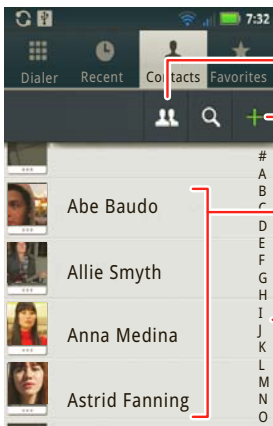 7:32
Dialer Recent Contacts Favorites
#
A
B
C
Abe Baudo
D
E
F
Allie Smyth
G
H
I
Anna Medina
J
K
L
M
Astrid Fanning
N
O